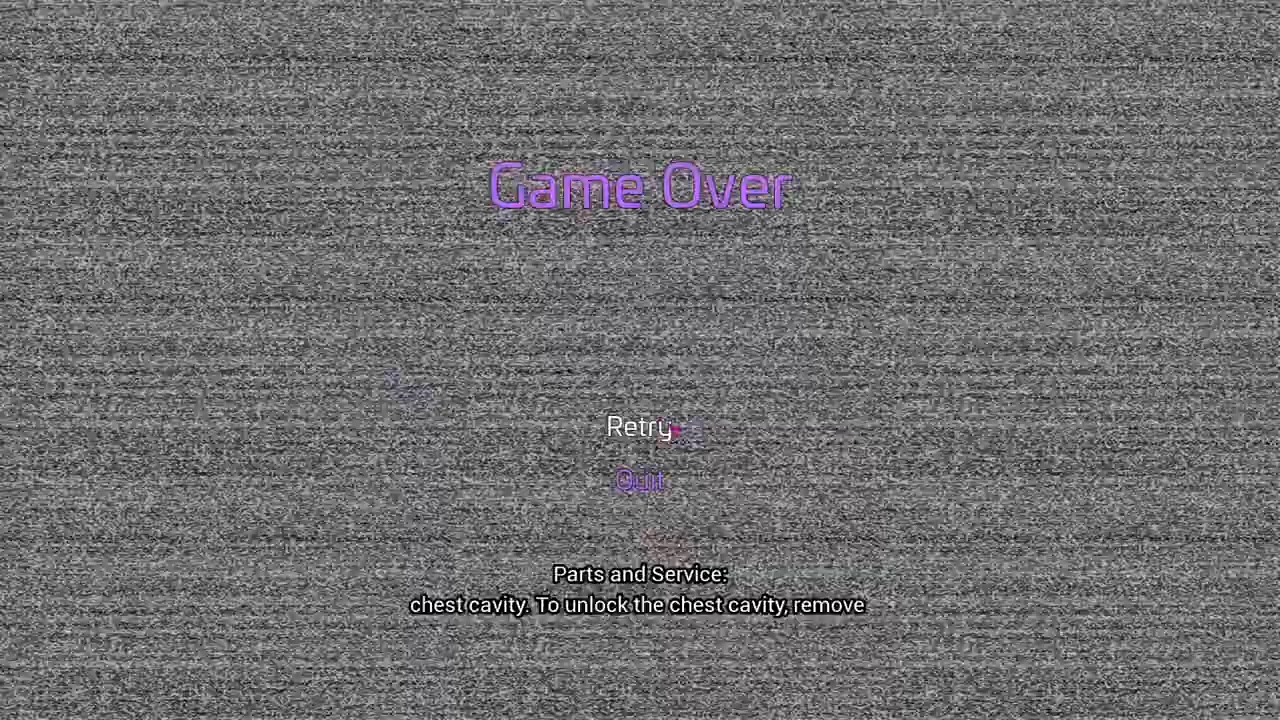 Game Over
Retry
Quit
Parts and Service:
chest cavity. To unlock the chest cavity, remove